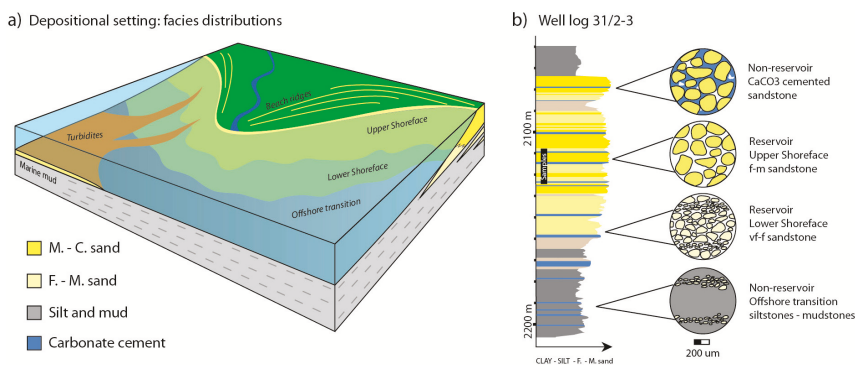 a) Depositional setting: facies distributions
Beach ridges
Turbidites
Upper Shoreface
Lower Shoreface
Marine mud
Offshore transition
M. - C. sand
F. - M. sand
Silt and mud
Carbonate cement
b) Well log 31/2-3
2100 m
Samples
2200 m
CLAY - SILT - F. - M. sand
Non-reservoir
CaCO3 cemented
sandstone
Reservoir
Upper Shoreface
f-m sandstone
Reservoir
Lower Shoreface
vf-f sandstone
Non-reservoir
Offshore transition
siltstones - mudstones
200 um